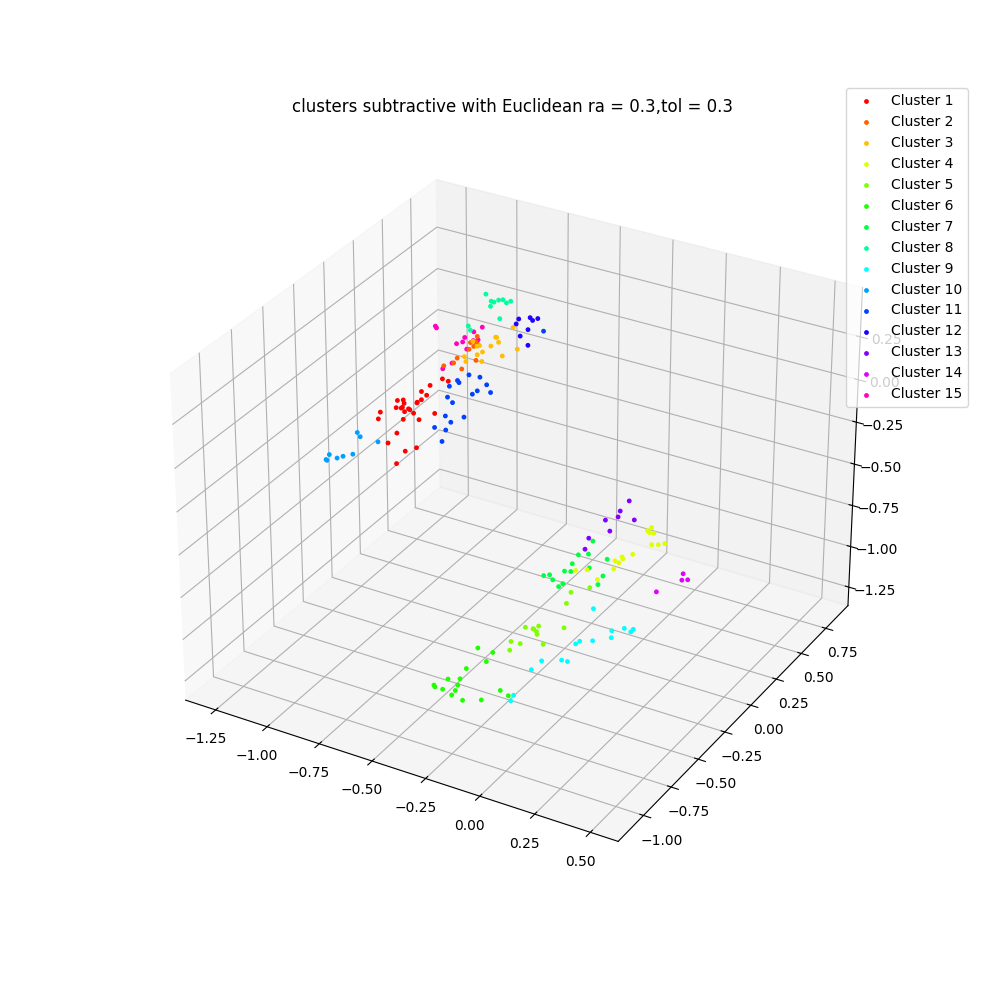 clusters subtractive with Euclidean ra = 0.3,tol = 0.3
Cluster 1
Cluster 2
Cluster 3
Cluster 4
Cluster 5
Cluster 6
Cluster 7
Cluster 8
Cluster 9
Cluster 10
Cluster 11
Cluster 12
Cluster 13
Cluster 14
Cluster 15
0.25
0.00
−0.25
−0.50
−0.75
−1.00
−1.25
0.75
0.50
0.25
0.00
−0.25
−0.50
−0.75
−1.00
−1.25
−1.00
−0.75
−0.50
−0.25
0.00
0.25
0.50